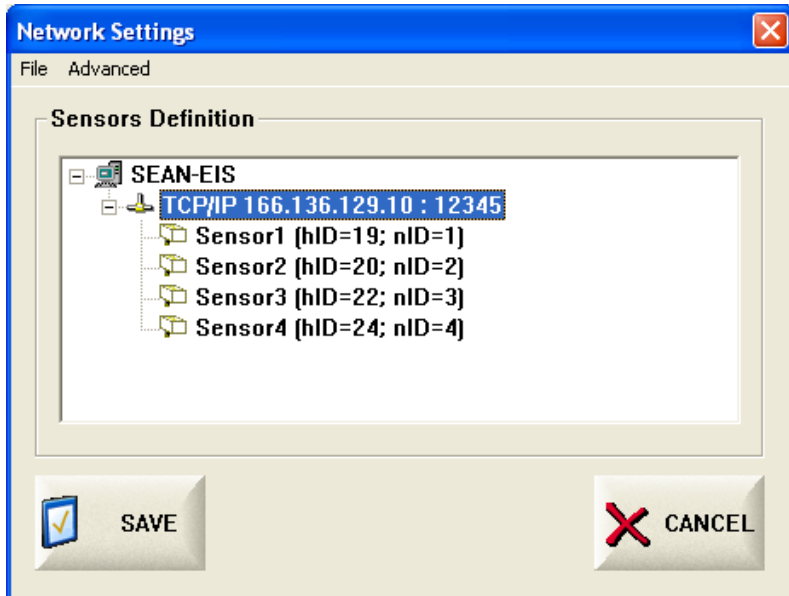 Network Settings
File Advanced
Sensors Definition
SEAN-EIS
TCP/IP 166.136.129.10 : 12345
Sensor1 (hID=19; nID=1)
Sensor2 (hID=20; nID=2)
Sensor3 (hID=22; nID=3)
Sensor4 (hID=24; nID=4)
SAVE
CANCEL